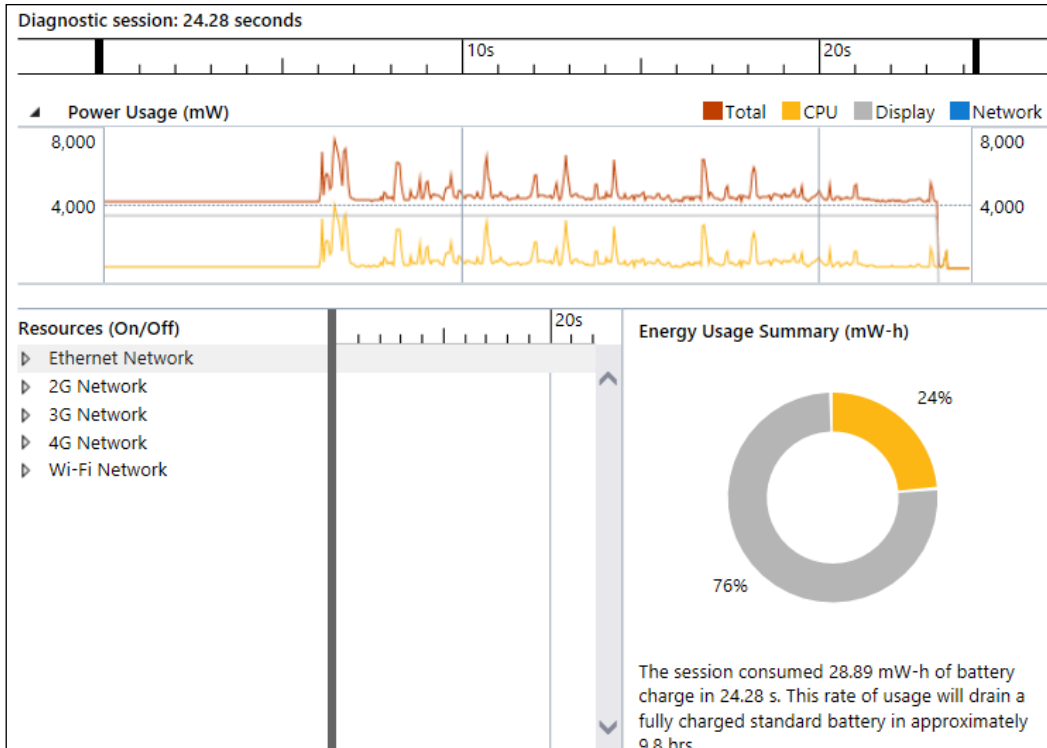 Diagnostic session: 24.28 seconds
10s 20s
Power Usage (mW) Total CPU Display Network
8,000 8,000
4,000 4,000
Resources (On/Off)
20s
Ethernet Network
2G Network
3G Network
4G Network
Wi-Fi Network
Energy Usage Summary (mW-h)
24%
76%
The session consumed 28.89 mW-h of battery
charge in 24.28 s. This rate of usage will drain a
fully charged standard battery in approximately
9.8 hrs